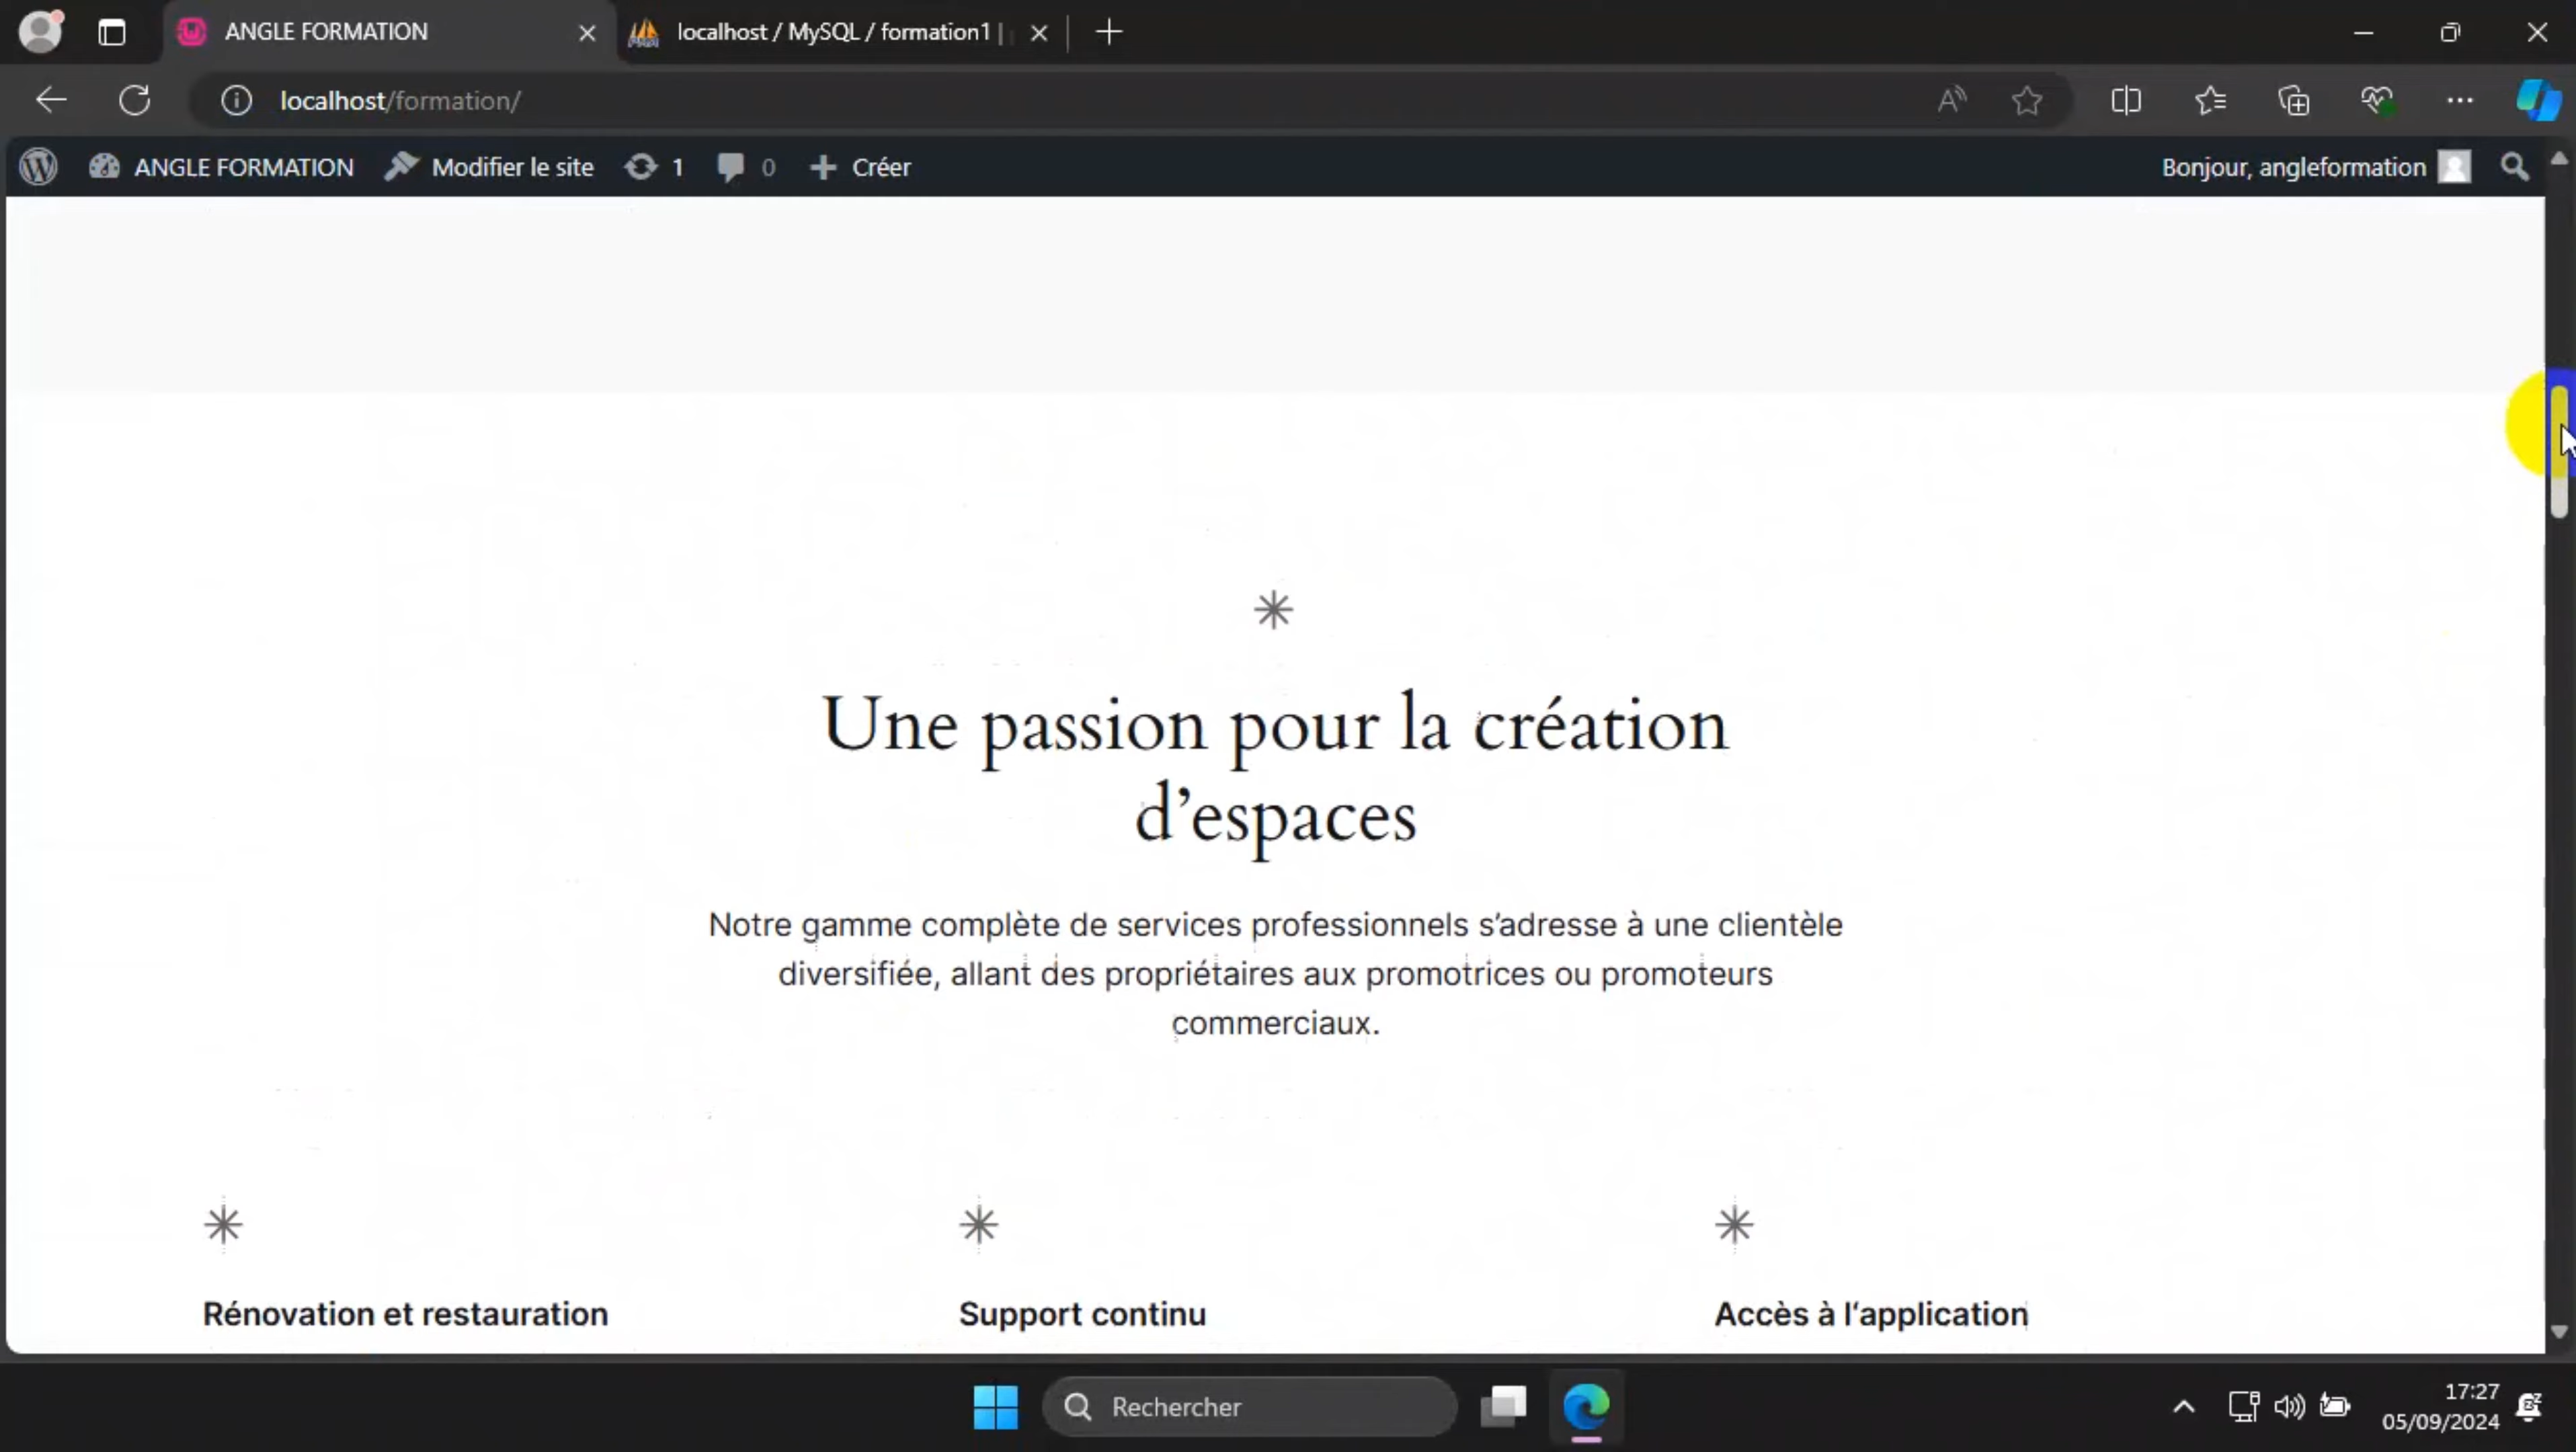 ANGLE FORMATION
localhost / MySQL / formation1 |
localhost/formation/
ANGLE FORMATION Modifier le site 1 0 Créer Bonjour, angleformation
Une passion pour la création
d’espaces
Notre gamme complète de services professionnels s’adresse à une clientèle
diversifiée, allant des propriétaires aux promotrices ou promoteurs
commerciaux.
Rénovation et restauration
Support continu
Accès à l‘application
Rechercher
17:27
05/09/2024